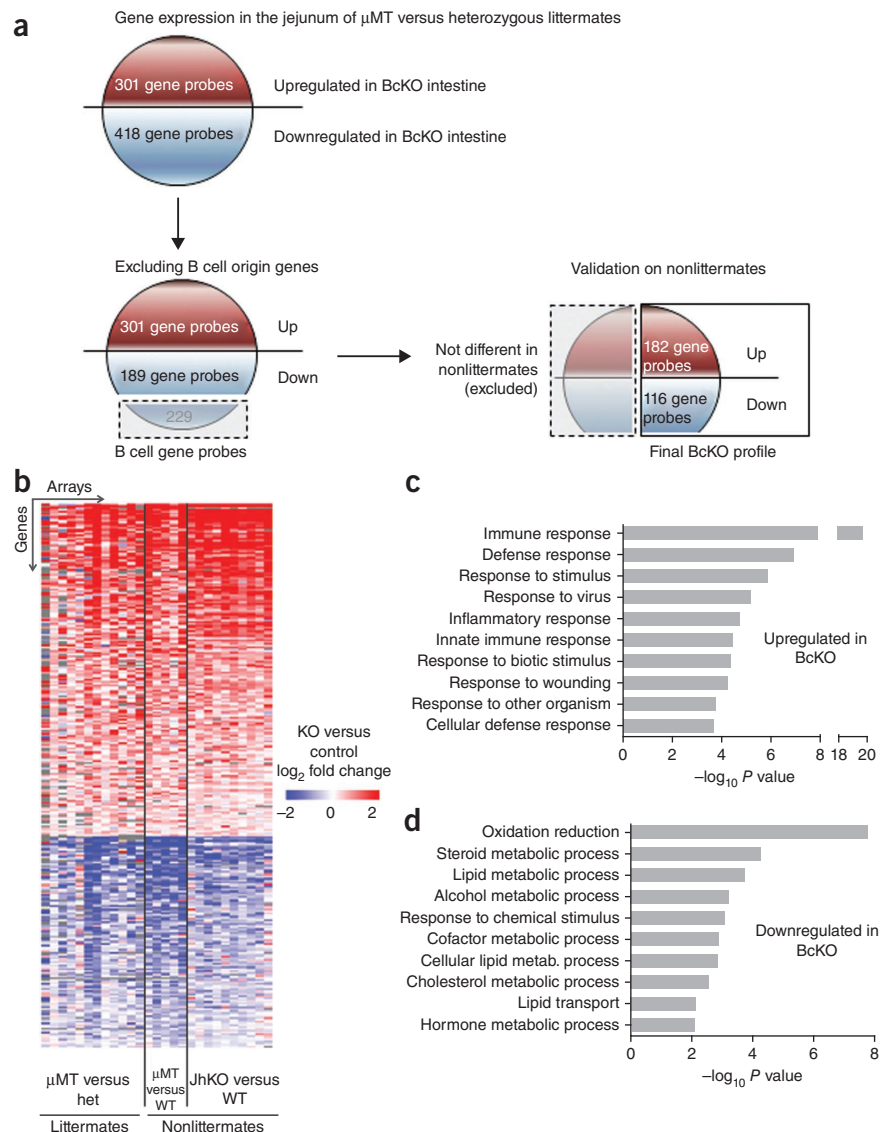 a
Gene expression in the jejunum of μMT versus heterozygous littermates
301 gene probes
Upregulated in BcKO intestine
418 gene probes
Downregulated in BcKO intestine
Excluding B cell origin genes
301 gene probes
Up
189 gene probes
Down
229
B cell gene probes
Validation on nonlittermates
Not different in
nonlittermates
(excluded)
182 gene
probes
Up
116 gene
probes
Down
Final BcKO profile
b
Arrays
Genes
KO versus
control
log2 fold change
−2 0 2
μMT versus
het
μMT
versus
WT
JhKO versus
WT
Littermates
Nonlittermates
c
Immune response
Defense response
Response to stimulus
Response to virus
Inflammatory response
Innate immune response
Response to biotic stimulus
Response to wounding
Response to other organism
Cellular defense response
Upregulated in
BcKO
0 2 4 6 8 18 20
−log10 P value
d
Oxidation reduction
Steroid metabolic process
Lipid metabolic process
Alcohol metabolic process
Response to chemical stimulus
Cofactor metabolic process
Cellular lipid metab. process
Cholesterol metabolic process
Lipid transport
Hormone metabolic process
Downregulated in
BcKO
0 2 4 6 8
−log10 P value